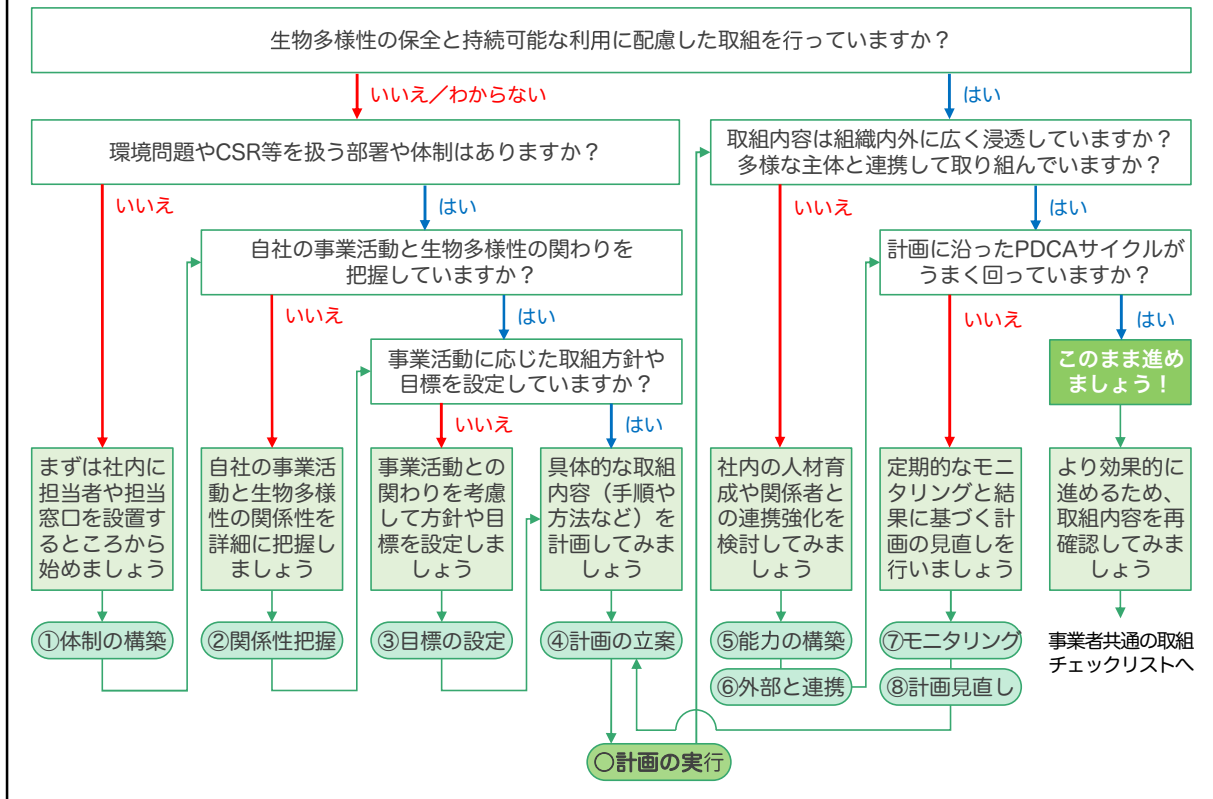 生物多様性の保全と持続可能な利用に配慮した取組を行っていますか？
いいえ／わからない
はい
環境問題やCSR等を扱う部署や体制はありますか？
取組内容は組織内外に広く浸透していますか？
多様な主体と連携して取り組んでいますか？
いいえ
はい
いいえ
はい
自社の事業活動と生物多様性の関わりを
把握していますか？
計画に沿ったPDCAサイクルが
うまく回っていますか？
いいえ
はい
いいえ
はい
事業活動に応じた取組方針や
目標を設定していますか？
このまま進め
ましょう！
いいえ
はい
まずは社内に
担当者や担当
窓口を設置す
るところから
始めましょう
自社の事業活
動と生物多様
性の関係性を
詳細に把握し
ましょう
事業活動との
関わりを考慮
して方針や目
標を設定しま
しょう
具体的な取組
内容（手順や
方法など）を
計画してみま
しょう
社内の人材育
成や関係者と
の連携強化を
検討してみま
しょう
定期的なモニ
タリングと結
果に基づく計
画の見直しを
行いましょう
より効果的に
進めるため、
取組内容を再
確認してみま
しょう
①体制の構築
②関係性把握
③目標の設定
④計画の立案
⑤能力の構築
⑥外部と連携
⑦モニタリング
⑧計画見直し
事業者共通の取組
チェックリストへ
○計画の実行